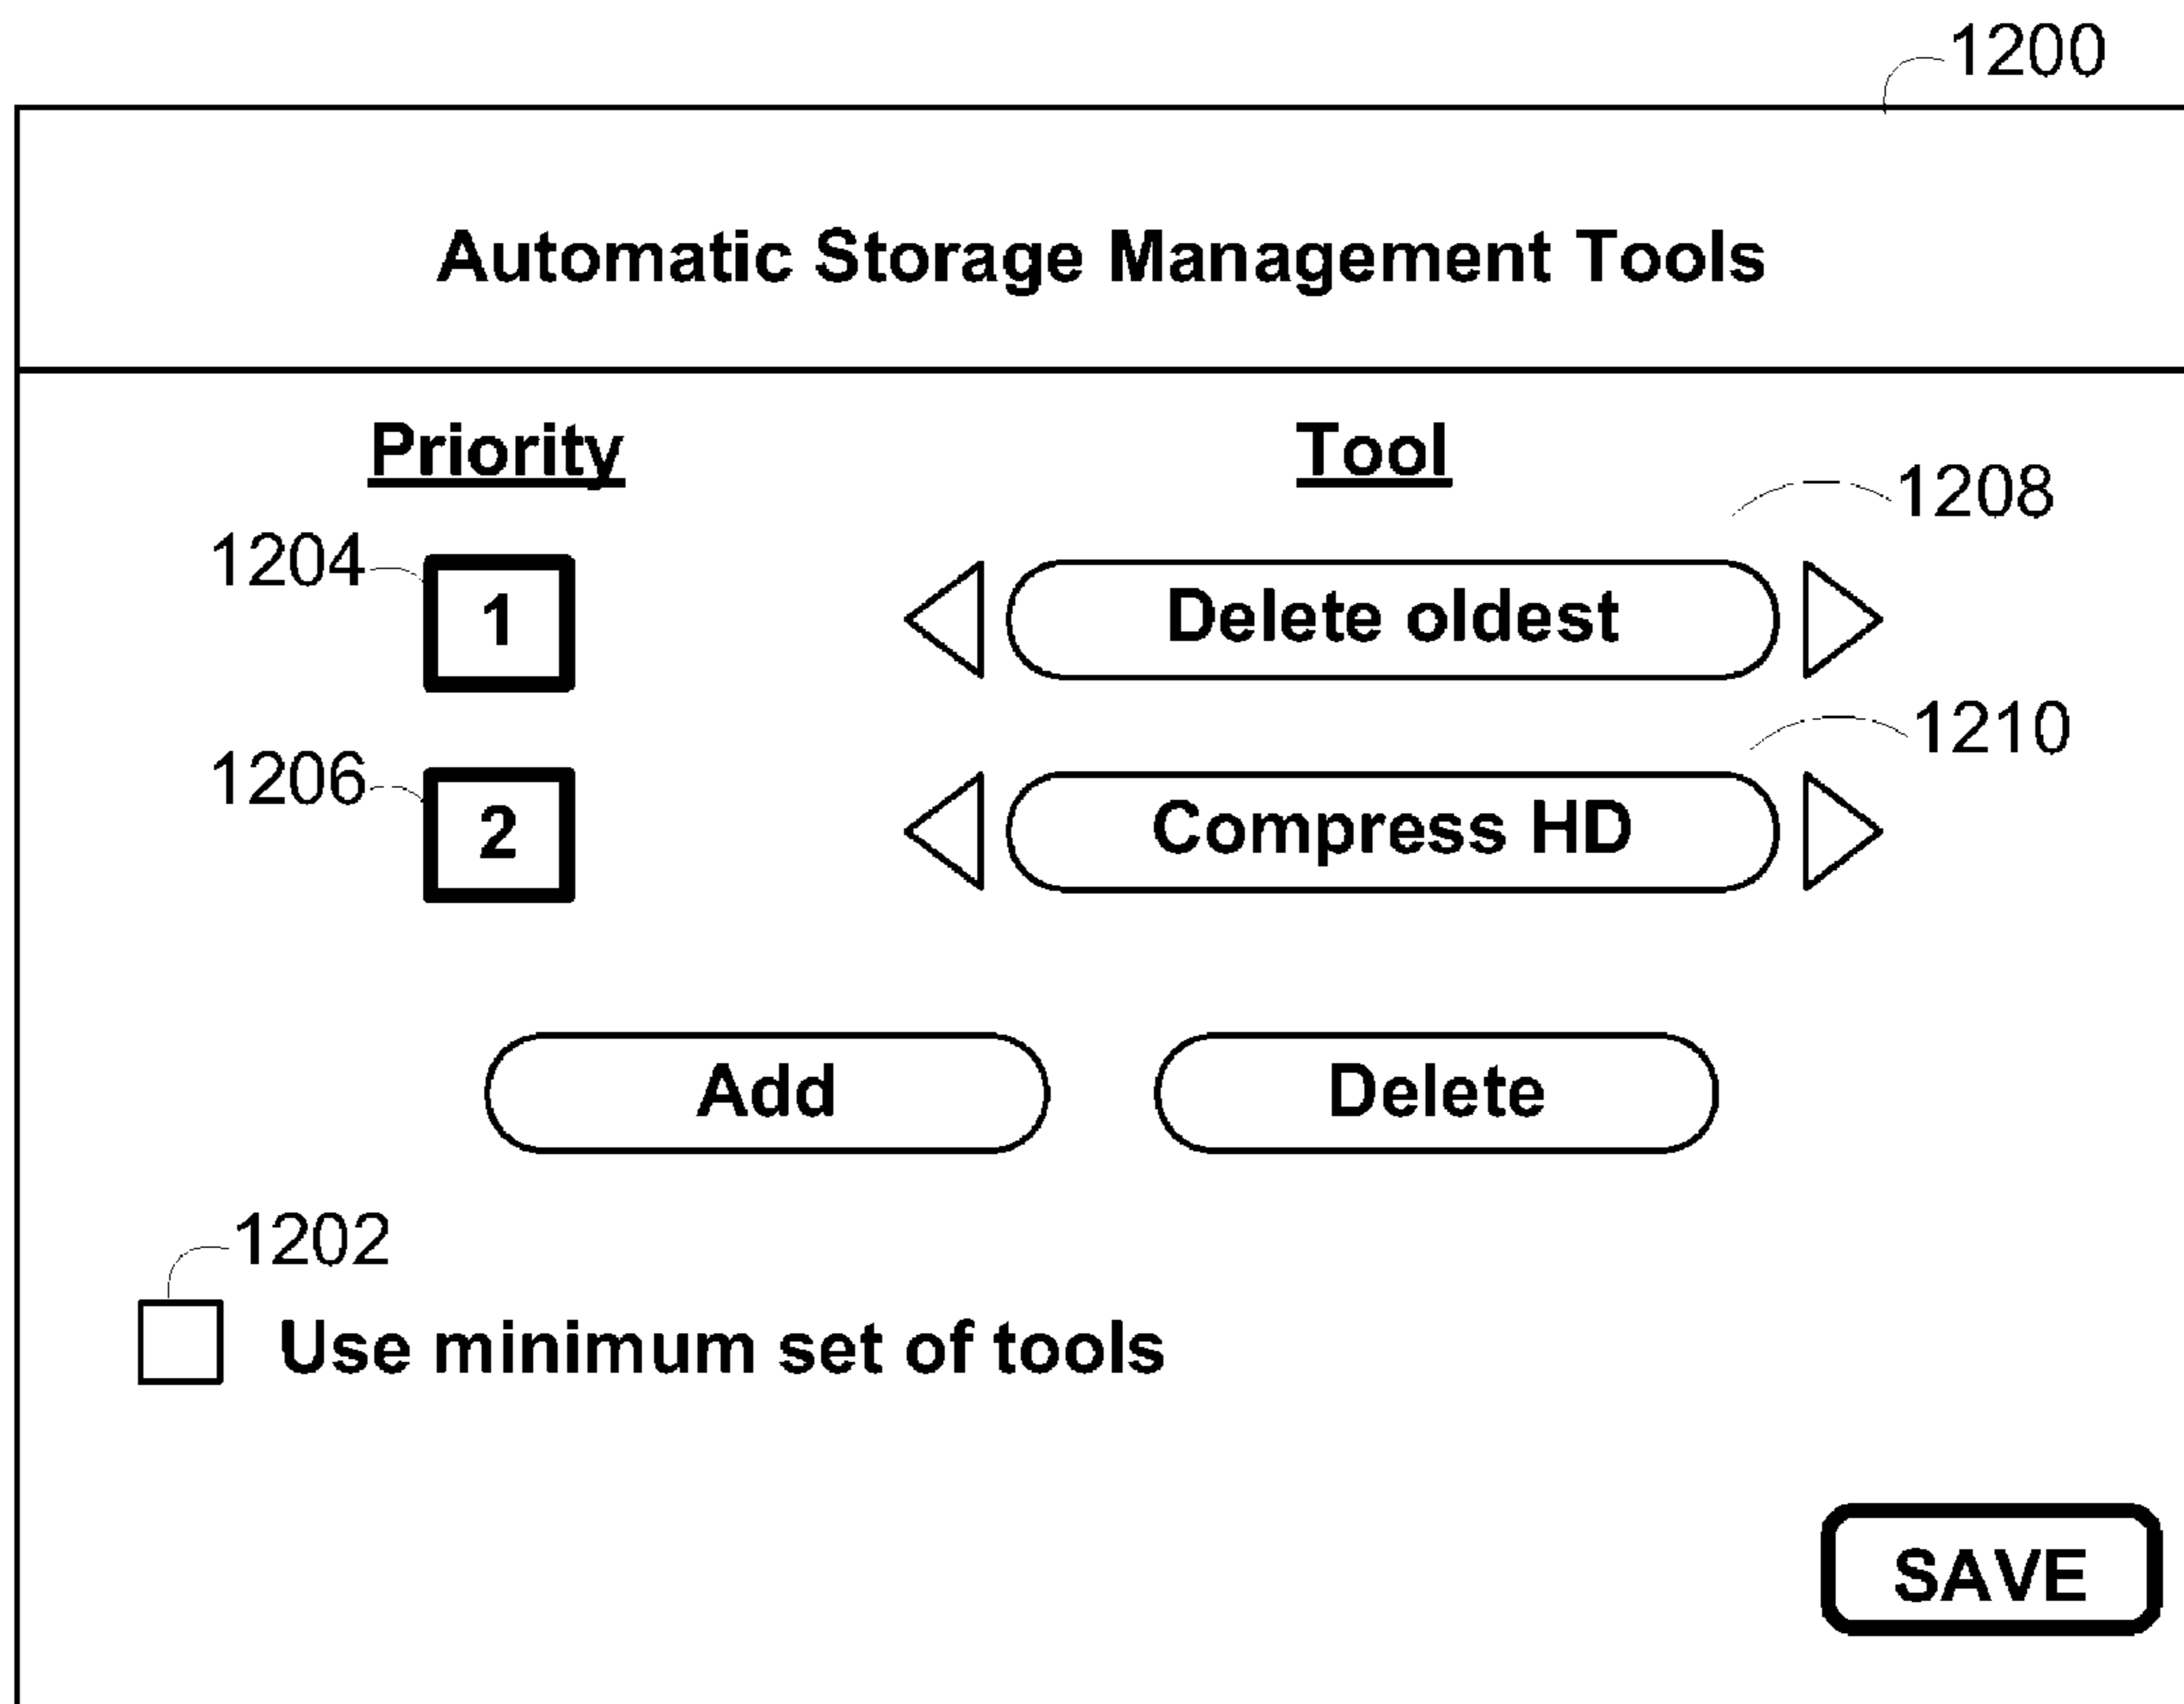 1200
Automatic Storage Management Tools
Priority Tool
1208
1204
1 Delete oldest
1210
1206
2 Compress HD
Add Delete
1202
Use minimum set of tools
SAVE